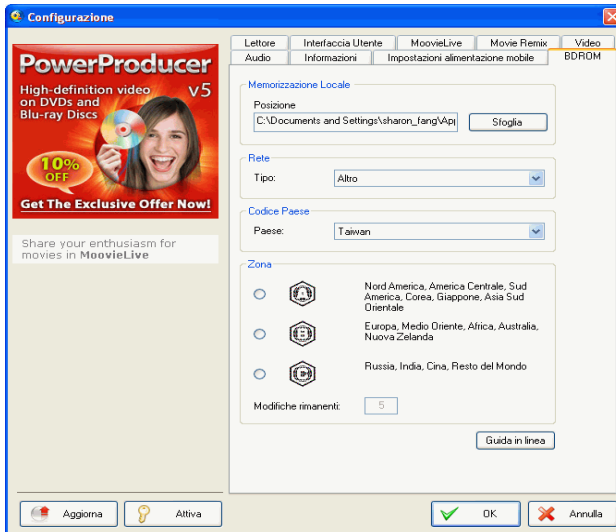 Configurazione
PowerProducer
v5
High-definition video
on DVDs and
Blu-ray Discs
10%
OFF
Get The Exclusive Offer Now!
Share your enthusiasm for
movies in MoovieLive
Lettore Interfaccia Utente MoovieLive Movie Remix Video
Audio Informazioni Impostazioni alimentazione mobile BDROM
Memorizzazione Locale
Posizione
C:\Documents and Settings\sharon_fang\App Sfoglia
Rete
Tipo: Altro
Codice Paese
Paese: Taiwan
Zona
A
Nord America, America Centrale, Sud
America, Corea, Giappone, Asia Sud
Orientale
B
Europa, Medio Oriente, Africa, Australia,
Nuova Zelanda
C
Russia, India, Cina, Resto del Mondo
Modifiche rimanenti: 5
Guida in linea
Aggiorna Attiva OK Annulla